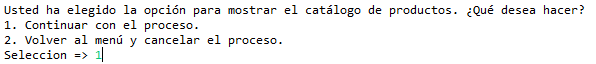 Usted ha elegido la opción para mostrar el catálogo de productos. ¿Qué desea hacer?
1. Continuar con el proceso.
2. Volver al menú y cancelar el proceso.
Seleccion => 1